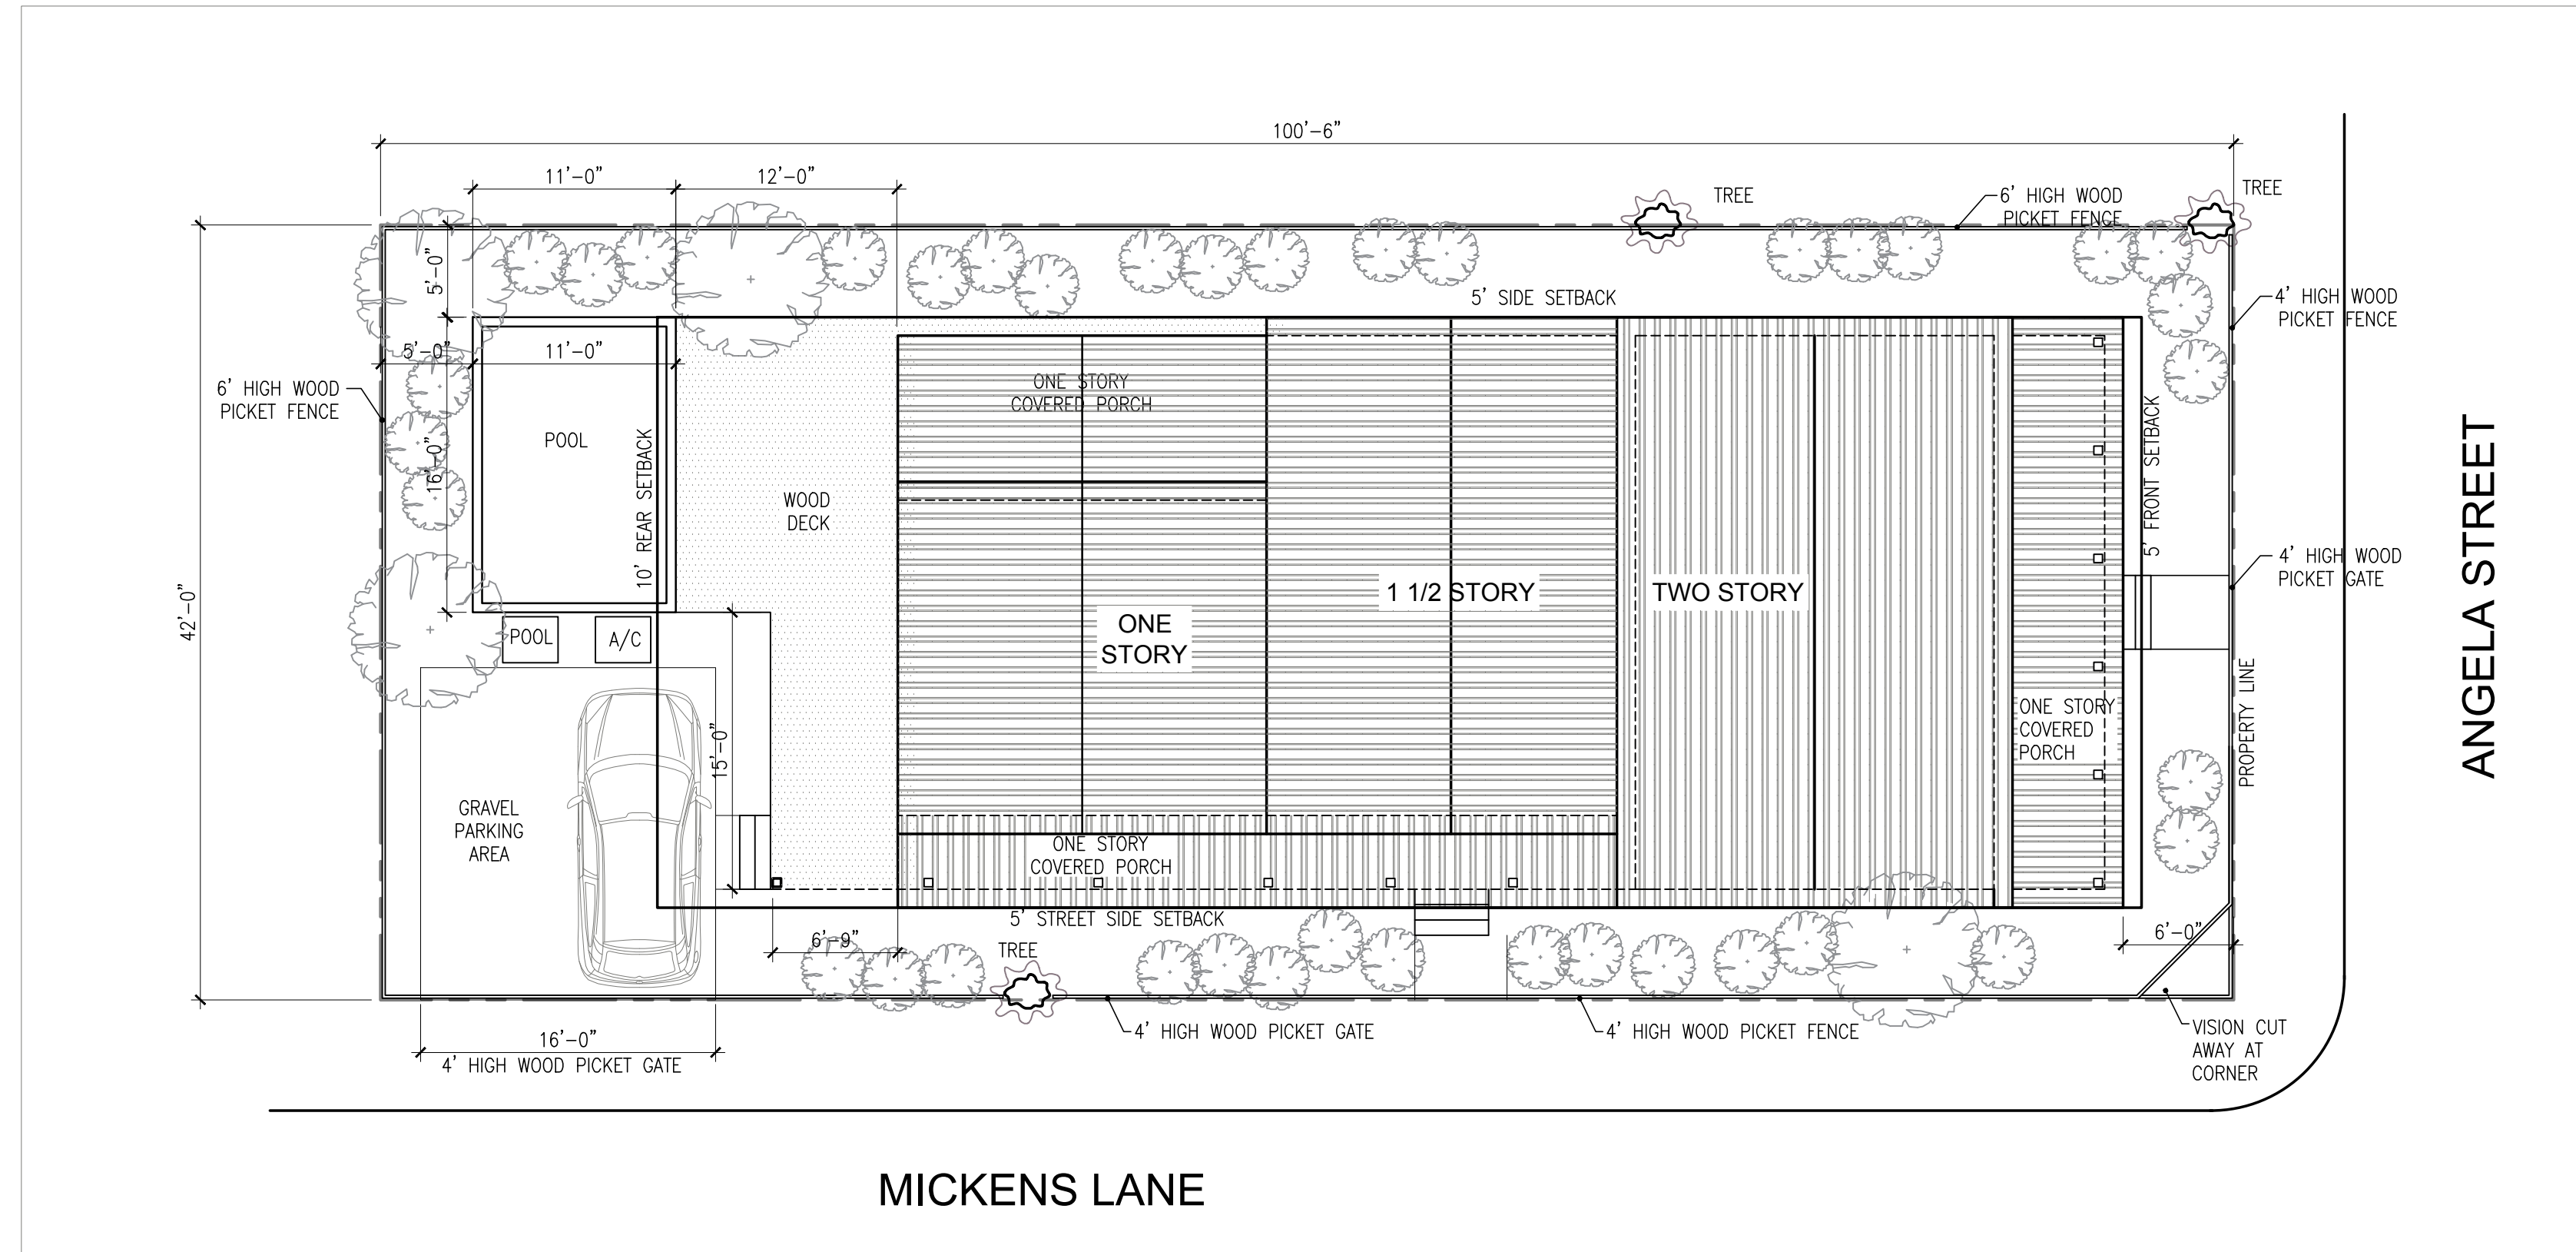 100'-6"
11'-0"
12'-0"
TREE
6' HIGH WOOD
PICKET FENCE
TREE
5'-0"
5' SIDE SETBACK
4' HIGH WOOD
PICKET FENCE
5'-0"
11'-0"
6' HIGH WOOD
PICKET FENCE
ONE STORY
COVERED PORCH
POOL
16'-0"
10' REAR SETBACK
WOOD
DECK
5' FRONT SETBACK
42'-0"
1 1/2 STORY
TWO STORY
4' HIGH WOOD
PICKET GATE
ANGELA STREET
ONE
STORY
POOL
A/C
15'-0"
ONE STORY
COVERED
PORCH
PROPERTY LINE
GRAVEL
PARKING
AREA
ONE STORY
COVERED PORCH
5' STREET SIDE SETBACK
6'-9"
TREE
6'-0"
16'-0"
4' HIGH WOOD PICKET GATE
4' HIGH WOOD PICKET GATE
4' HIGH WOOD PICKET FENCE
VISION CUT
AWAY AT
CORNER
MICKENS LANE